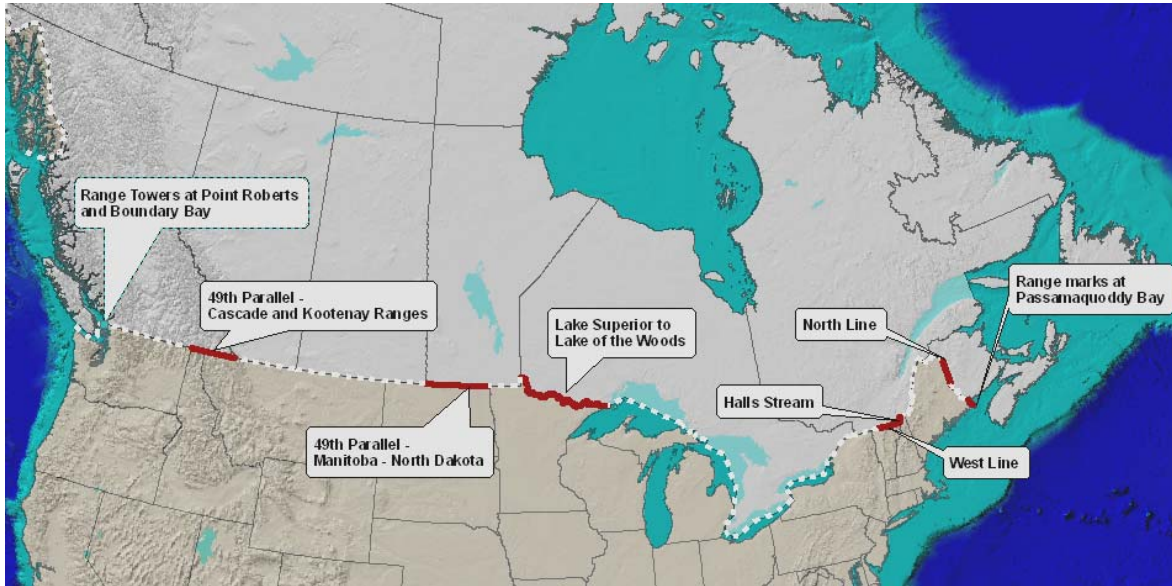 Range Towers at Point Roberts
and Boundary Bay
49th Parallel -
Cascade and Kootenay Ranges
Lake Superior to
Lake of the Woods
Range marks at
Passamaquoddy Bay
North Line
Halls Stream
49th Parallel -
Manitoba - North Dakota
West Line